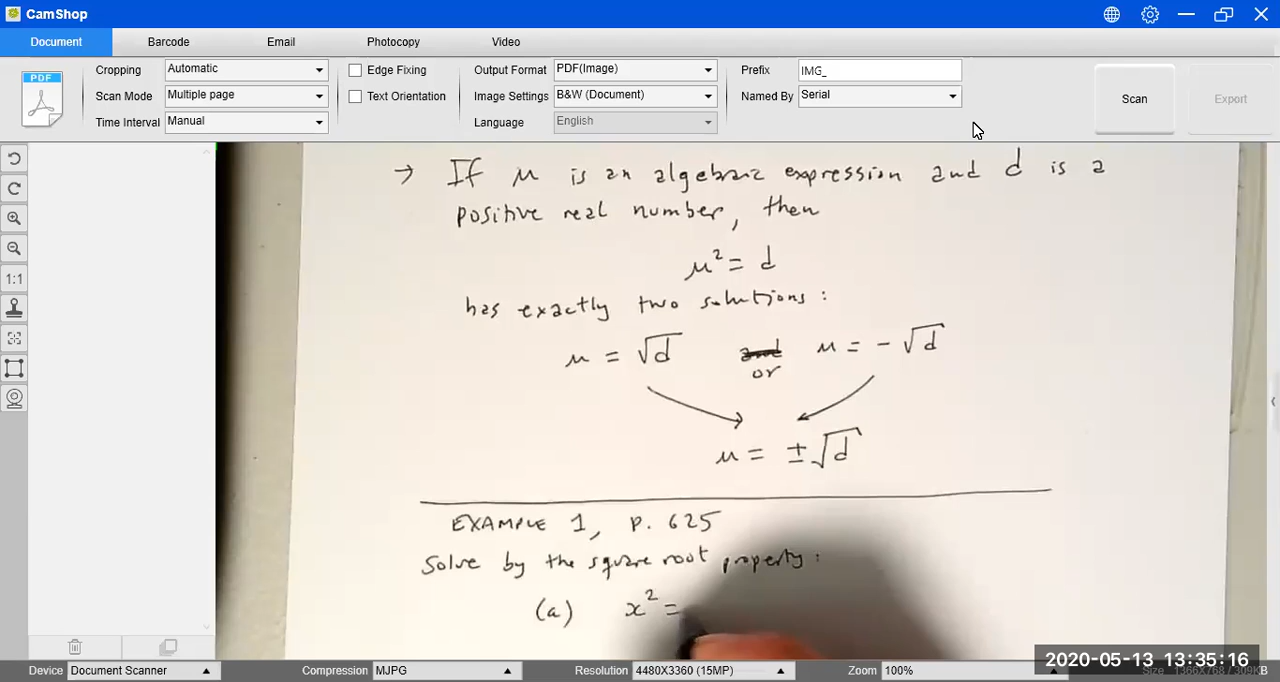 CamShop
Document Barcode Email Photocopy Video
Cropping Automatic Edge Fixing Output Format PDF(Image) Prefix IMG_
PDF Scan Mode Multiple page Text Orientation Image Settings B&W (Document) Named By Serial Scan Export
Time Interval Manual Language English
1:1
→ If u is an algebraic expression and d is a
positive real number, then
u² = d
has exactly two solutions:
u = √d or u = -√d
u = ±√d
EXAMPLE 1, P. 625
Solve by the square root property:
(a) x² =
2020-05-13 13:35:16
Device Document Scanner Compression MJPG Resolution 4480X3360 (15MP) Zoom 100% Size